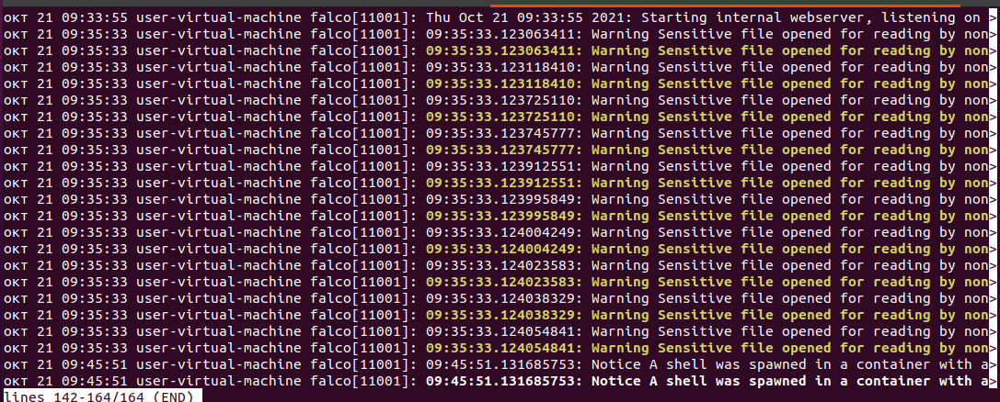 окт 21 09:33:55 user-virtual-machine falco[11001]: Thu Oct 21 09:33:55 2021: Starting internal webserver, listening on >
окт 21 09:35:33 user-virtual-machine falco[11001]: 09:35:33.123063411: Warning Sensitive file opened for reading by non>
окт 21 09:35:33 user-virtual-machine falco[11001]: 09:35:33.123063411: Warning Sensitive file opened for reading by non>
окт 21 09:35:33 user-virtual-machine falco[11001]: 09:35:33.123118410: Warning Sensitive file opened for reading by non>
окт 21 09:35:33 user-virtual-machine falco[11001]: 09:35:33.123118410: Warning Sensitive file opened for reading by non>
окт 21 09:35:33 user-virtual-machine falco[11001]: 09:35:33.123725110: Warning Sensitive file opened for reading by non>
окт 21 09:35:33 user-virtual-machine falco[11001]: 09:35:33.123725110: Warning Sensitive file opened for reading by non>
окт 21 09:35:33 user-virtual-machine falco[11001]: 09:35:33.123745777: Warning Sensitive file opened for reading by non>
окт 21 09:35:33 user-virtual-machine falco[11001]: 09:35:33.123745777: Warning Sensitive file opened for reading by non>
окт 21 09:35:33 user-virtual-machine falco[11001]: 09:35:33.123912551: Warning Sensitive file opened for reading by non>
окт 21 09:35:33 user-virtual-machine falco[11001]: 09:35:33.123912551: Warning Sensitive file opened for reading by non>
окт 21 09:35:33 user-virtual-machine falco[11001]: 09:35:33.123995849: Warning Sensitive file opened for reading by non>
окт 21 09:35:33 user-virtual-machine falco[11001]: 09:35:33.123995849: Warning Sensitive file opened for reading by non>
окт 21 09:35:33 user-virtual-machine falco[11001]: 09:35:33.124004249: Warning Sensitive file opened for reading by non>
окт 21 09:35:33 user-virtual-machine falco[11001]: 09:35:33.124004249: Warning Sensitive file opened for reading by non>
окт 21 09:35:33 user-virtual-machine falco[11001]: 09:35:33.124023583: Warning Sensitive file opened for reading by non>
окт 21 09:35:33 user-virtual-machine falco[11001]: 09:35:33.124023583: Warning Sensitive file opened for reading by non>
окт 21 09:35:33 user-virtual-machine falco[11001]: 09:35:33.124038329: Warning Sensitive file opened for reading by non>
окт 21 09:35:33 user-virtual-machine falco[11001]: 09:35:33.124038329: Warning Sensitive file opened for reading by non>
окт 21 09:35:33 user-virtual-machine falco[11001]: 09:35:33.124054841: Warning Sensitive file opened for reading by non>
окт 21 09:35:33 user-virtual-machine falco[11001]: 09:35:33.124054841: Warning Sensitive file opened for reading by non>
окт 21 09:45:51 user-virtual-machine falco[11001]: 09:45:51.131685753: Notice A shell was spawned in a container with a>
окт 21 09:45:51 user-virtual-machine falco[11001]: 09:45:51.131685753: Notice A shell was spawned in a container with a>
lines 142-164/164 (END)